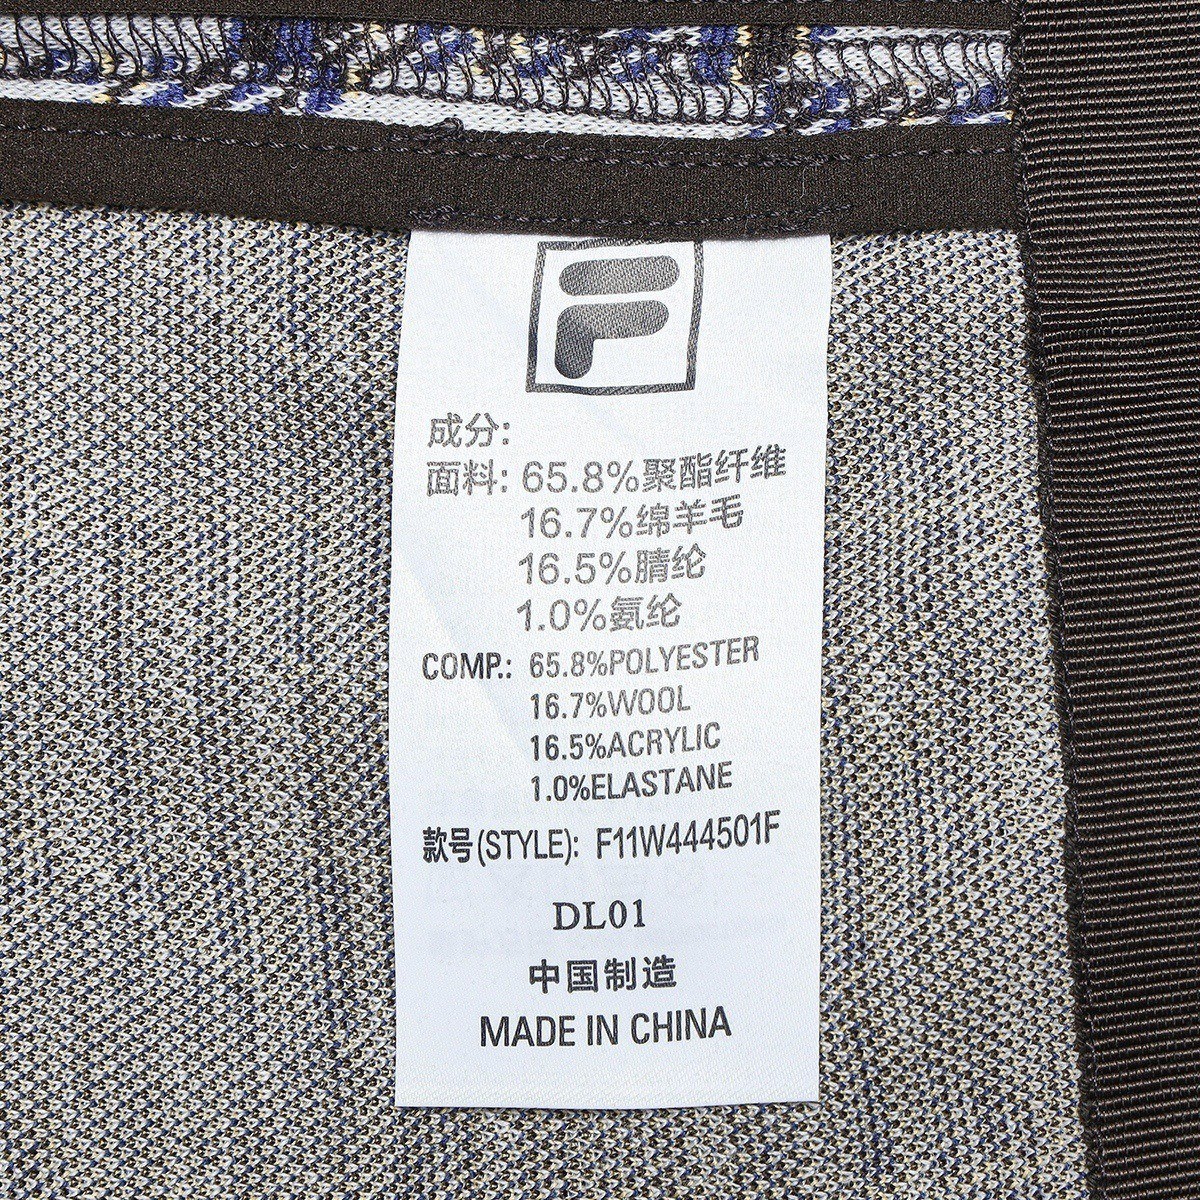 F
成分:
面料: 65.8%聚酯纤维
16.7%绵羊毛
16.5%腈纶
1.0%氨纶
COMP.: 65.8%POLYESTER
16.7%WOOL
16.5%ACRYLIC
1.0%ELASTANE
款号(STYLE): F11W444501F
DL01
中国制造
MADE IN CHINA